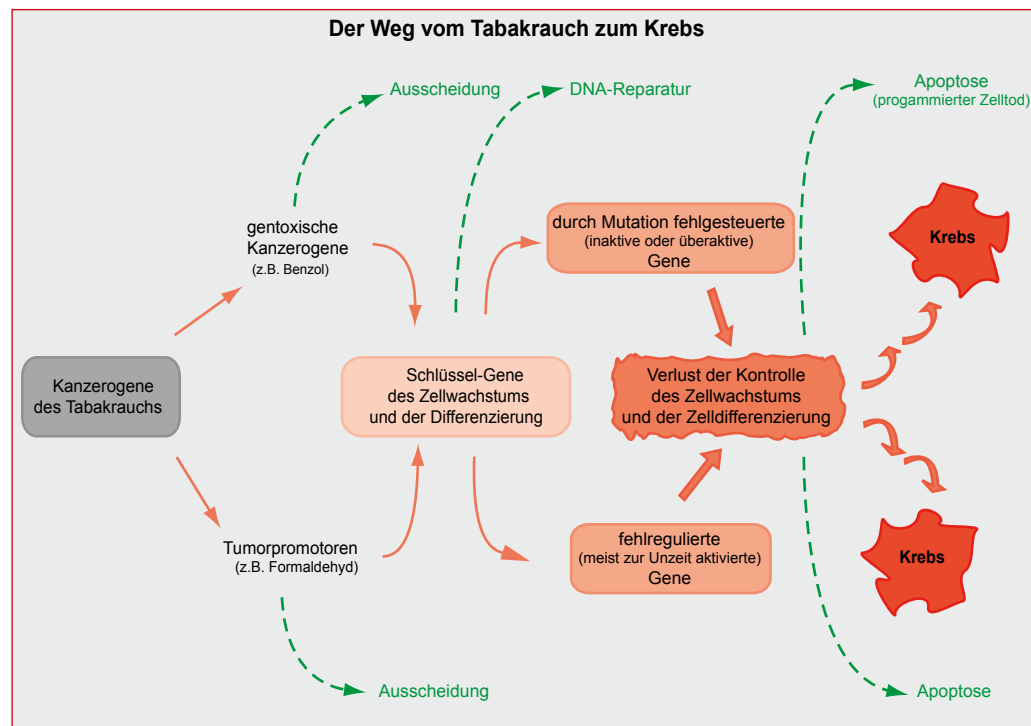 Der Weg vom Tabakrauch zum Krebs
Ausscheidung
DNA-Reparatur
Apoptose
(progammierter Zelltod)
gentoxische
Kanzerogene
(z.B. Benzol)
durch Mutation fehlgesteuerte
(inaktive oder überaktive)
Gene
Krebs
Kanzerogene
des Tabakrauchs
Schlüssel-Gene
des Zellwachstums
und der Differenzierung
Verlust der Kontrolle
des Zellwachstums
und der Zelldifferenzierung
Tumorpromotoren
(z.B. Formaldehyd)
fehlregulierte
(meist zur Unzeit aktivierte)
Gene
Krebs
Ausscheidung
Apoptose